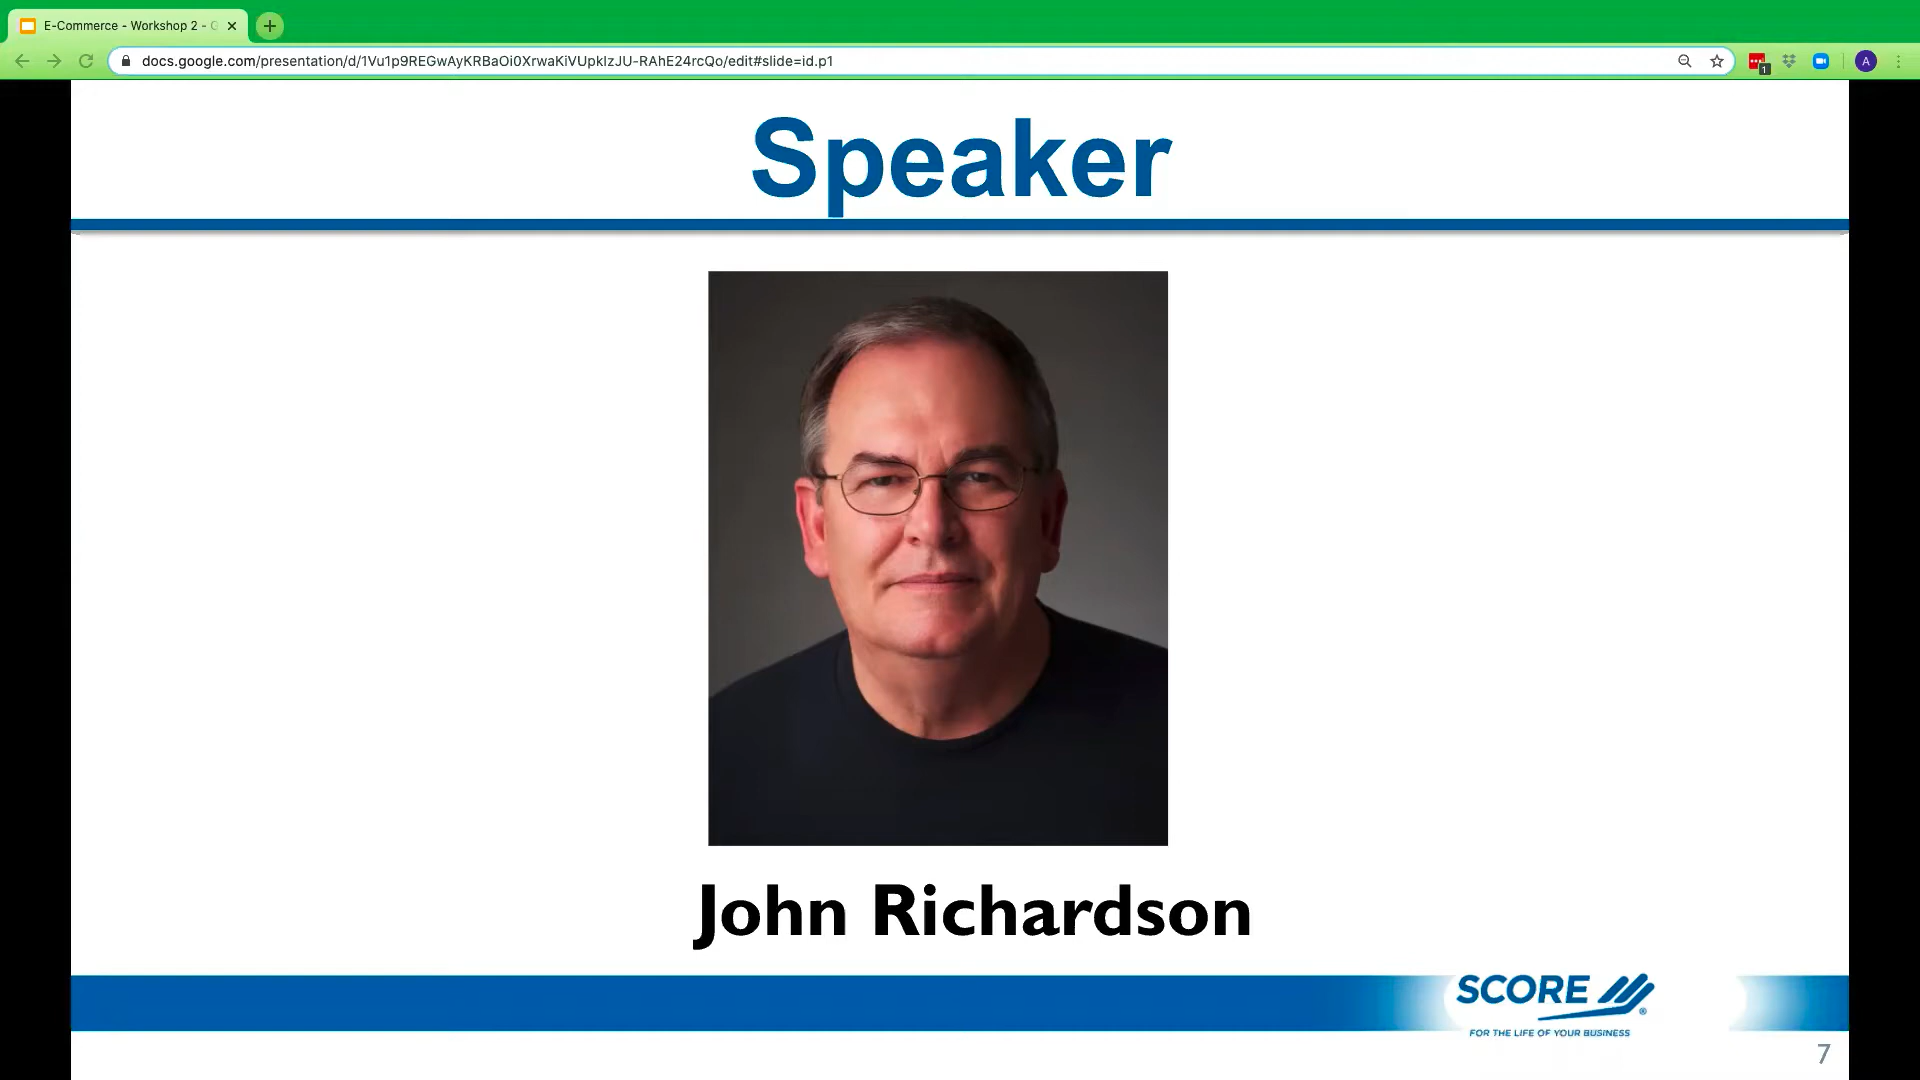 E-Commerce - Workshop 2 - G
docs.google.com/presentation/d/1Vu1p9REGwAyKRBaOi0XrwaKiVUpkIzJU-RAhE24rcQo/edit#slide=id.p1
1
A
Speaker
John Richardson
SCORE
®
FOR THE LIFE OF YOUR BUSINESS
7